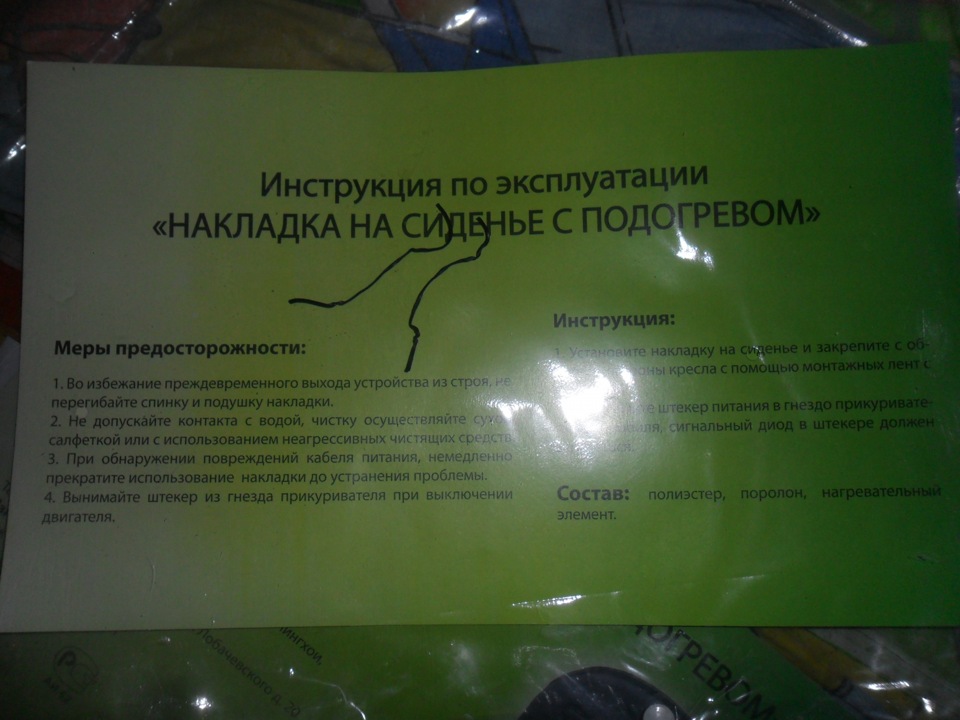 Инструкция по эксплуатации
«НАКЛАДКА НА СИДЕНЬЕ С ПОДОГРЕВОМ»
Меры предосторожности:
1. Во избежание преждевременного выхода устройства из строя, не
перегибайте спинку и подушку накладки.
2. Не допускайте контакта с водой, чистку осуществляйте сухой
салфеткой или с использованием неагрессивных чистящих средств
3. При обнаружении повреждений кабеля питания, немедленно
прекратите использование накладки до устранения проблемы.
4. Вынимайте штекер из гнезда прикуривателя при выключении
двигателя.
Инструкция:
1. Установите накладку на сиденье и закрепите с об-
кресла с помощью монтажных лент с
штекер питания в гнездо прикуривате-
сигнальный диод в штекере должен
Состав: полиэстер, поролон, нагревательный
элемент.
Лобачевского д. 20